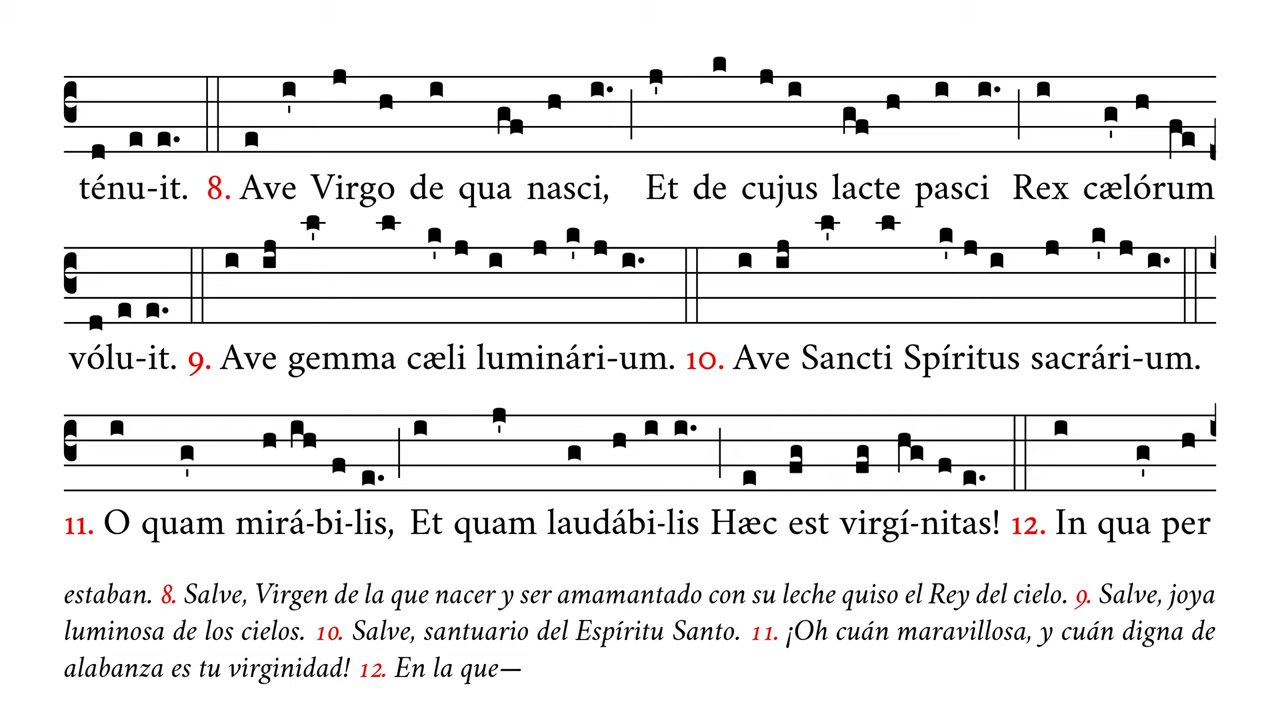 ténu-it. 8. Ave Virgo de qua nasci, Et de cujus lacte pasci Rex cælórum
vólu-it. 9. Ave gemma cæli luminári-um. 10. Ave Sancti Spíritus sacrári-um.
11. O quam mirá-bi-lis, Et quam laudábi-lis Hæc est virgí-nitas! 12. In qua per
estaban. 8. Salve, Virgen de la que nacer y ser amamantado con su leche quiso el Rey del cielo. 9. Salve, joya
luminosa de los cielos. 10. Salve, santuario del Espíritu Santo. 11. ¡Oh cuán maravillosa, y cuán digna de
alabanza es tu virginidad! 12. En la que—